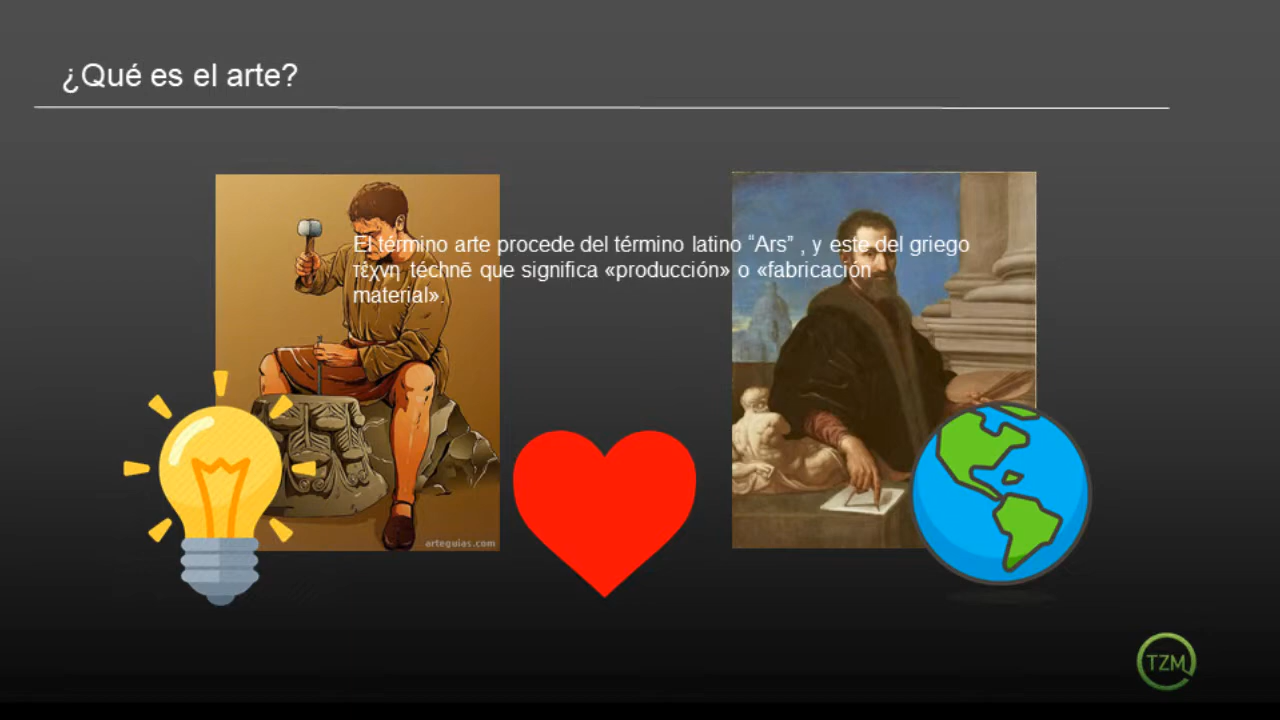 ¿Qué es el arte?
El término arte procede del término latino “Ars” , y este del griego
τέχνη téchnē que significa «producción» o «fabricación
material».
arteguias.com
TZM